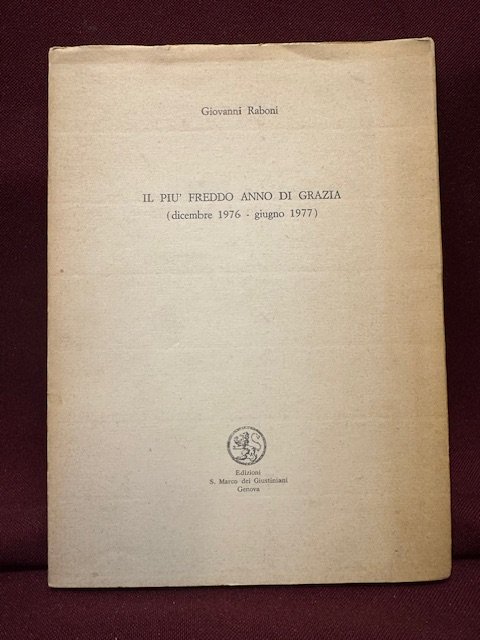 Giovanni Raboni
IL PIU' FREDDO ANNO DI GRAZIA
(dicembre 1976 - giugno 1977)
Edizioni
S. Marco dei Giustiniani
Genova